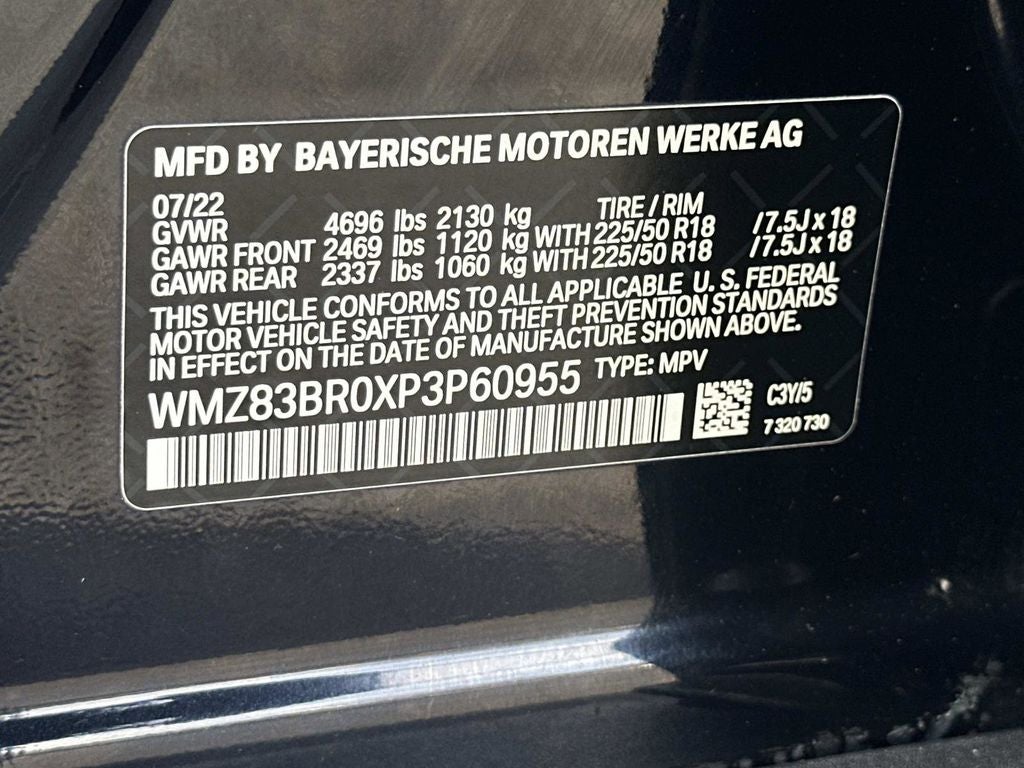 MFD BY BAYERISCHE MOTOREN WERKE AG
07/22 TIRE / RIM
GVWR 4696 lbs 2130 kg
GAWR FRONT 2469 lbs 1120 kg WITH 225/50 R18 /7.5J x 18
GAWR REAR 2337 lbs 1060 kg WITH 225/50 R18 /7.5J x 18
THIS VEHICLE CONFORMS TO ALL APPLICABLE U. S. FEDERAL
MOTOR VEHICLE SAFETY AND THEFT PREVENTION STANDARDS
IN EFFECT ON THE DATE OF MANUFACTURE SHOWN ABOVE.
WMZ83BR0XP3P60955 TYPE: MPV
C3Y/5
7 320 730